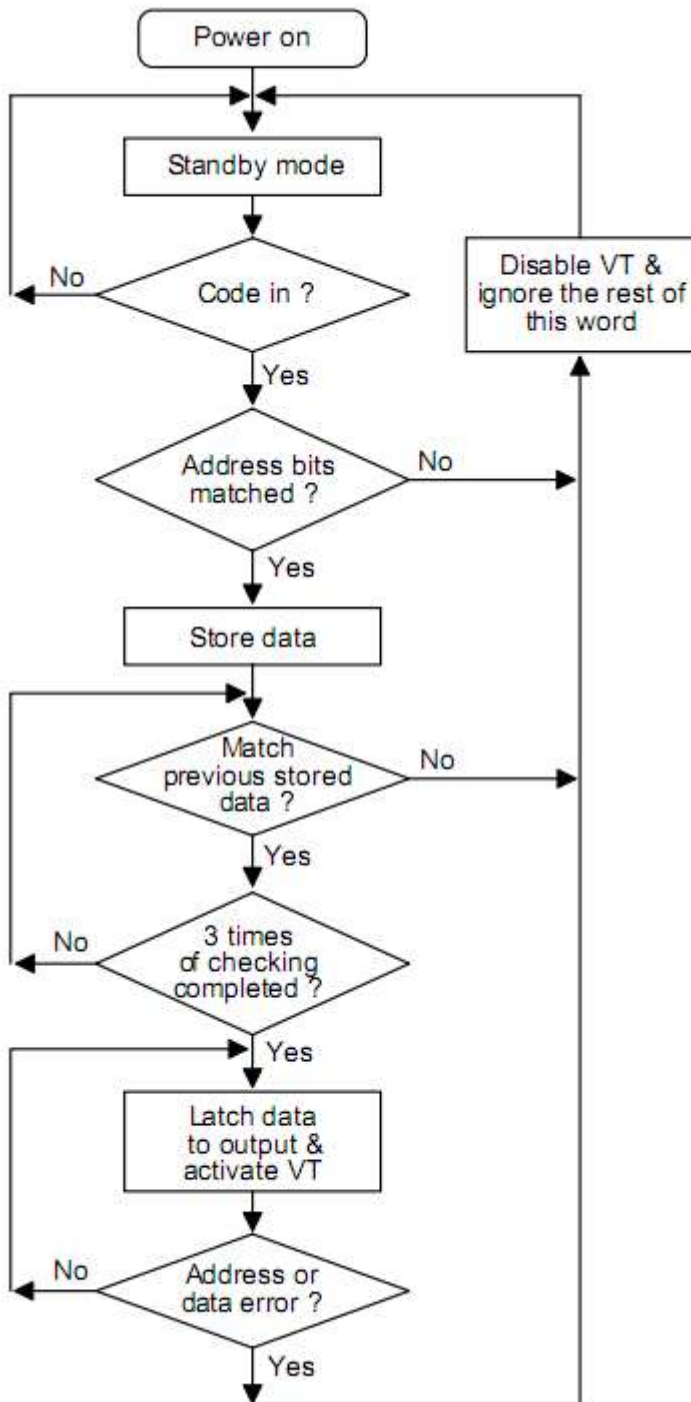 Power on
Standby mode
No
Code in ?
Disable VT &
ignore the rest of
this word
Yes
Address bits
matched ?
No
Yes
Store data
Match
previous stored
data ?
No
Yes
No
3 times
of checking
completed ?
Yes
Latch data
to output &
activate VT
No
Address or
data error ?
Yes